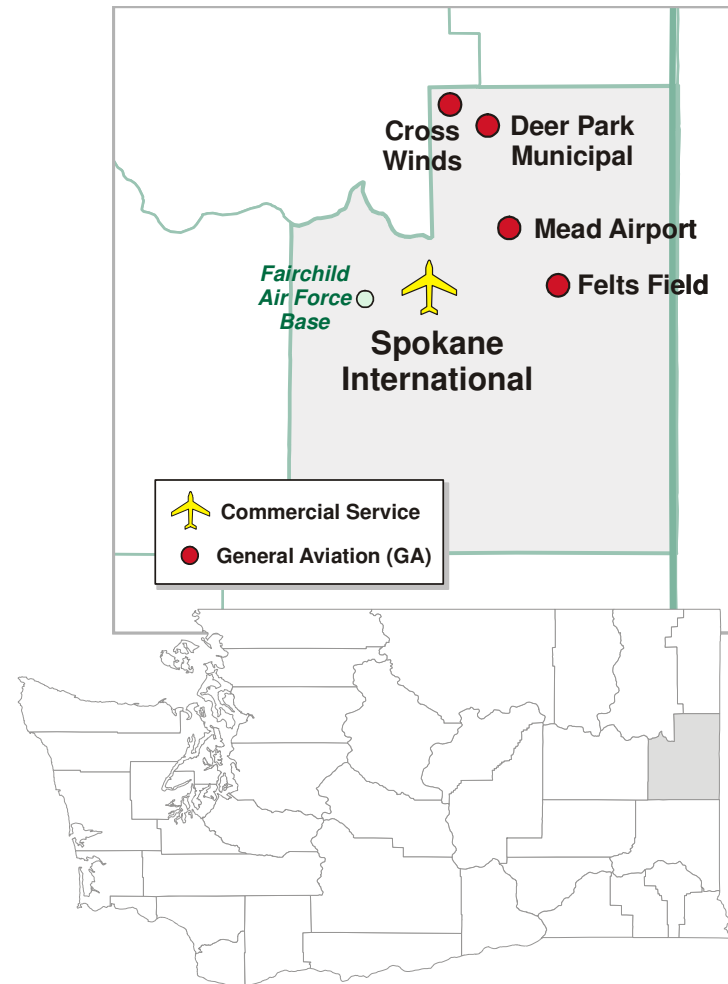 Cross
Winds
Deer Park
Municipal
Mead Airport
Felts Field
Fairchild
Air Force
Base
Spokane
International
Commercial Service
General Aviation (GA)